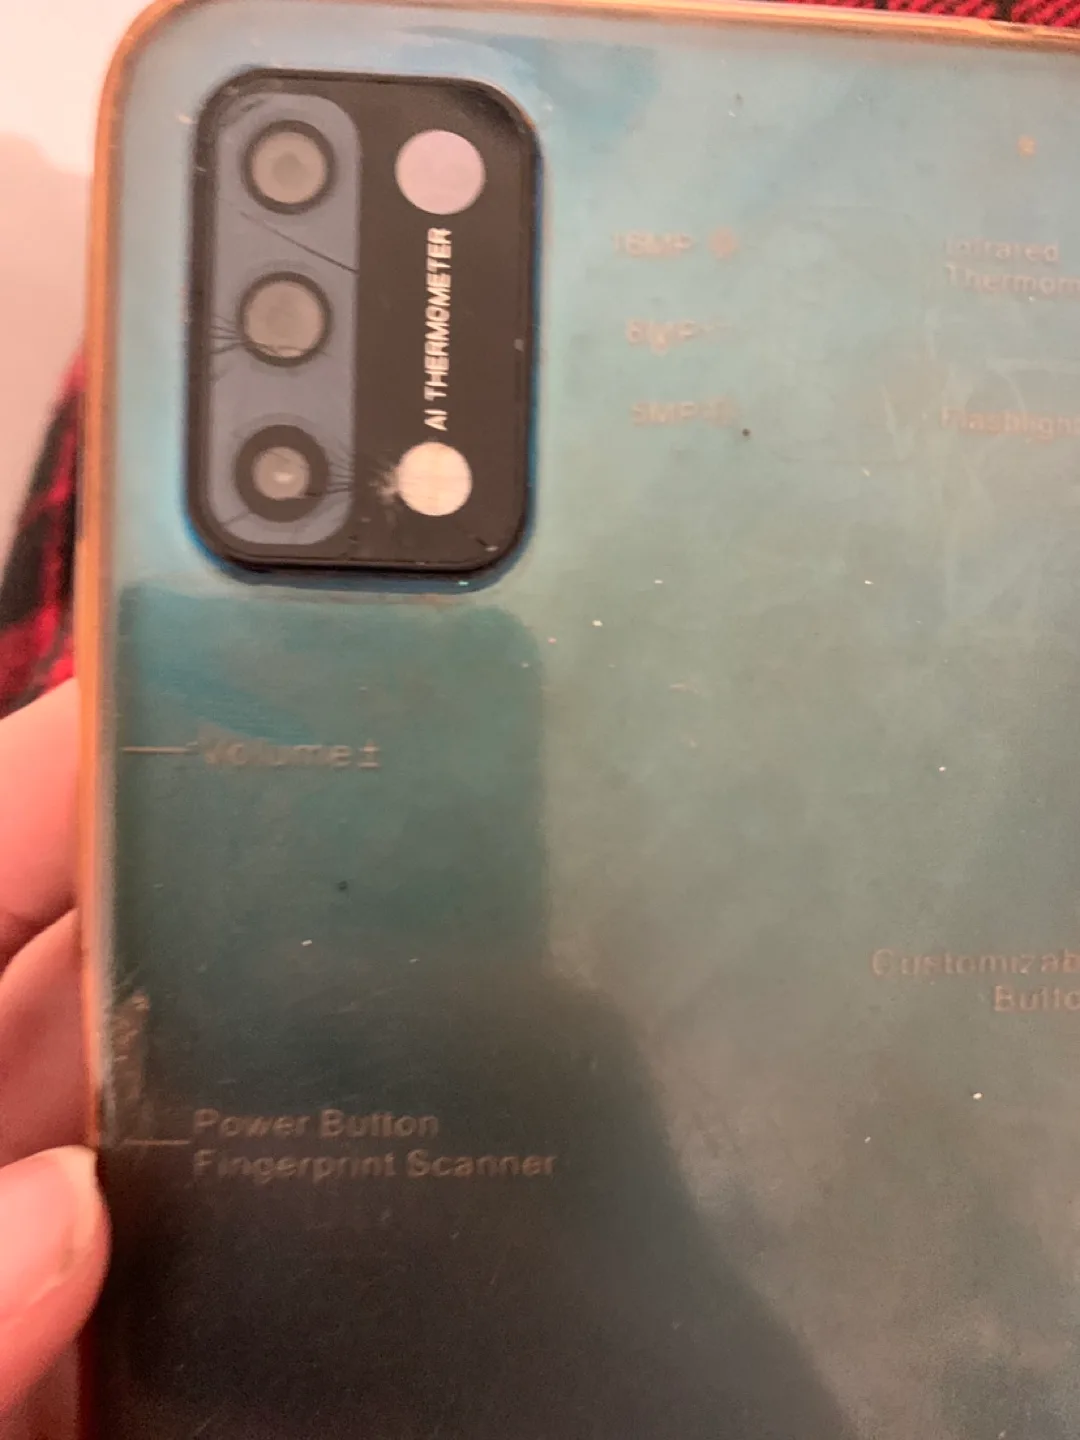 AI THERMOMETER
16MP
Infrared
Thermom
8MP
5MP
Flashlight
Volume±
Customizab
Butto
Power Button
Fingerprint Scanner